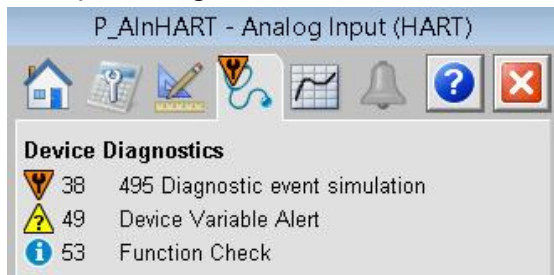 P_AInHART - Analog Input (HART)
Device Diagnostics
38 495 Diagnostic event simulation
49 Device Variable Alert
53 Function Check